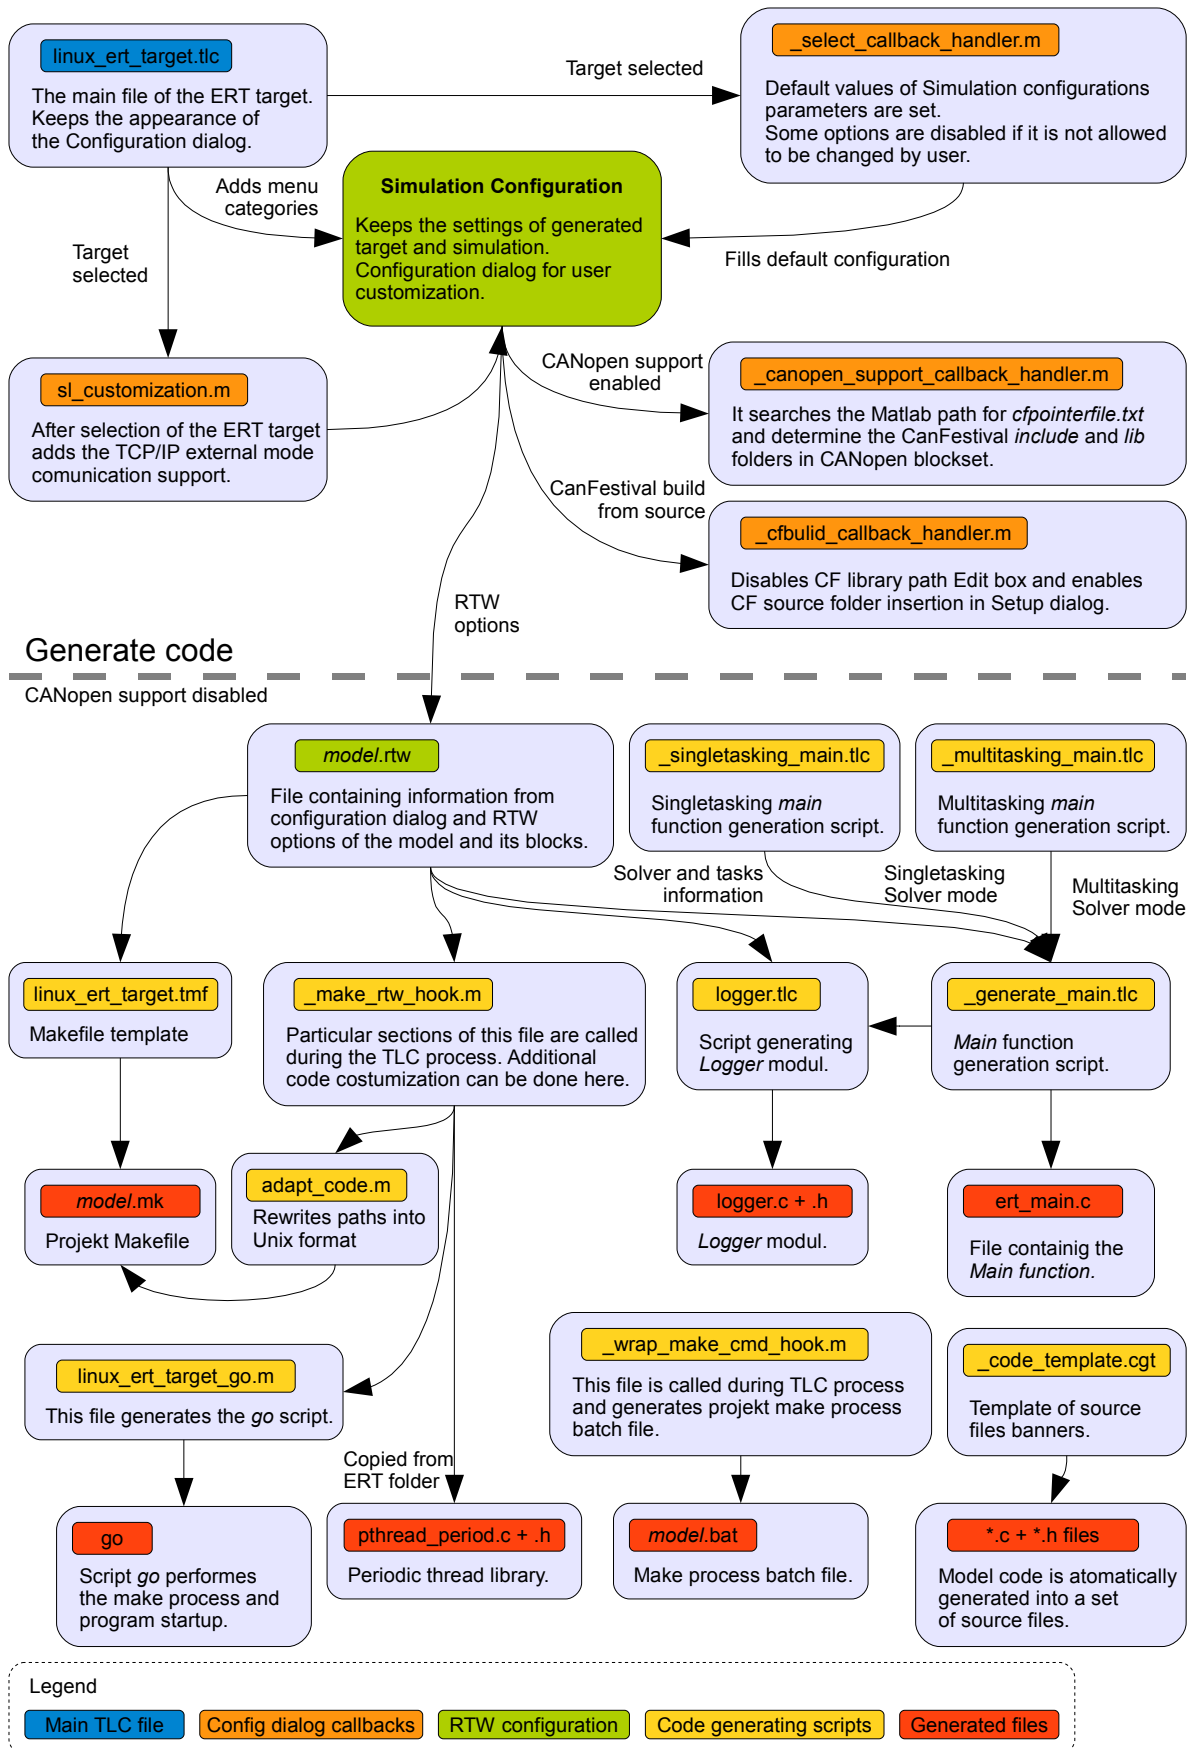 linux_ert_target.tlc
The main file of the ERT target.
Keeps the appearance of
the Configuration dialog.
Target selected
_select_callback_handler.m
Default values of Simulation configurations
parameters are set.
Some options are disabled if it is not allowed
to be changed by user.
Adds menu
categories
Simulation Configuration
Keeps the settings of generated
target and simulation.
Configuration dialog for user
customization.
Target
selected
Fills default configuration
sl_customization.m
After selection of the ERT target
adds the TCP/IP external mode
comunication support.
CANopen support
enabled
_canopen_support_callback_handler.m
It searches the Matlab path for cfpointerfile.txt
and determine the CanFestival include and lib
folders in CANopen blockset.
CanFestival build
from source
_cfbulid_callback_handler.m
Disables CF library path Edit box and enables
CF source folder insertion in Setup dialog.
RTW
options
Generate code
CANopen support disabled
model.rtw
File containing information from
configuration dialog and RTW
options of the model and its blocks.
_singletasking_main.tlc
Singletasking main
function generation script.
_multitasking_main.tlc
Multitasking main
function generation script.
Solver and tasks
information
Singletasking
Solver mode
Multitasking
Solver mode
linux_ert_target.tmf
Makefile template
_make_rtw_hook.m
Particular sections of this file are called
during the TLC process. Additional
code costumization can be done here.
logger.tlc
Script generating
Logger modul.
_generate_main.tlc
Main function
generation script.
model.mk
Projekt Makefile
adapt_code.m
Rewrites paths into
Unix format
logger.c + .h
Logger modul.
ert_main.c
File containig the
Main function.
linux_ert_target_go.m
This file generates the go script.
_wrap_make_cmd_hook.m
This file is called during TLC process
and generates projekt make process
batch file.
_code_template.cgt
Template of source
files banners.
Copied from
ERT folder
go
Script go performes
the make process and
program startup.
pthread_period.c + .h
Periodic thread library.
model.bat
Make process batch file.
*.c + *.h files
Model code is atomatically
generated into a set
of source files.
Legend
Main TLC file
Config dialog callbacks
RTW configuration
Code generating scripts
Generated files